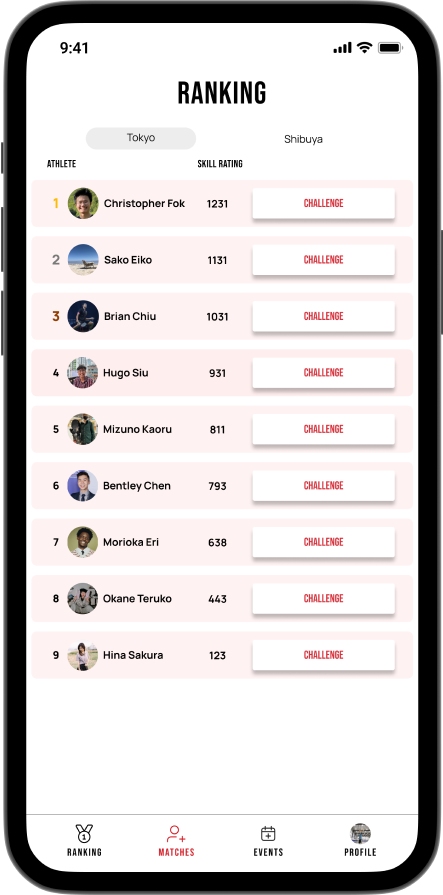 9:41
RANKING
Tokyo Shibuya
ATHLETE SKILL RATING
1 Christopher Fok 1231 CHALLENGE
2 Sako Eiko 1131 CHALLENGE
3 Brian Chiu 1031 CHALLENGE
4 Hugo Siu 931 CHALLENGE
5 Mizuno Kaoru 811 CHALLENGE
6 Bentley Chen 793 CHALLENGE
7 Morioka Eri 638 CHALLENGE
8 Okane Teruko 443 CHALLENGE
9 Hina Sakura 123 CHALLENGE
1
RANKING MATCHES EVENTS PROFILE